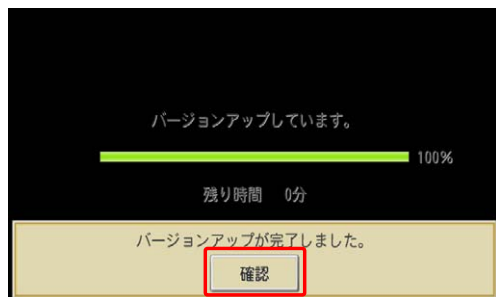 バージョンアップしています。
100%
残り時間 0分
バージョンアップが完了しました。
確認